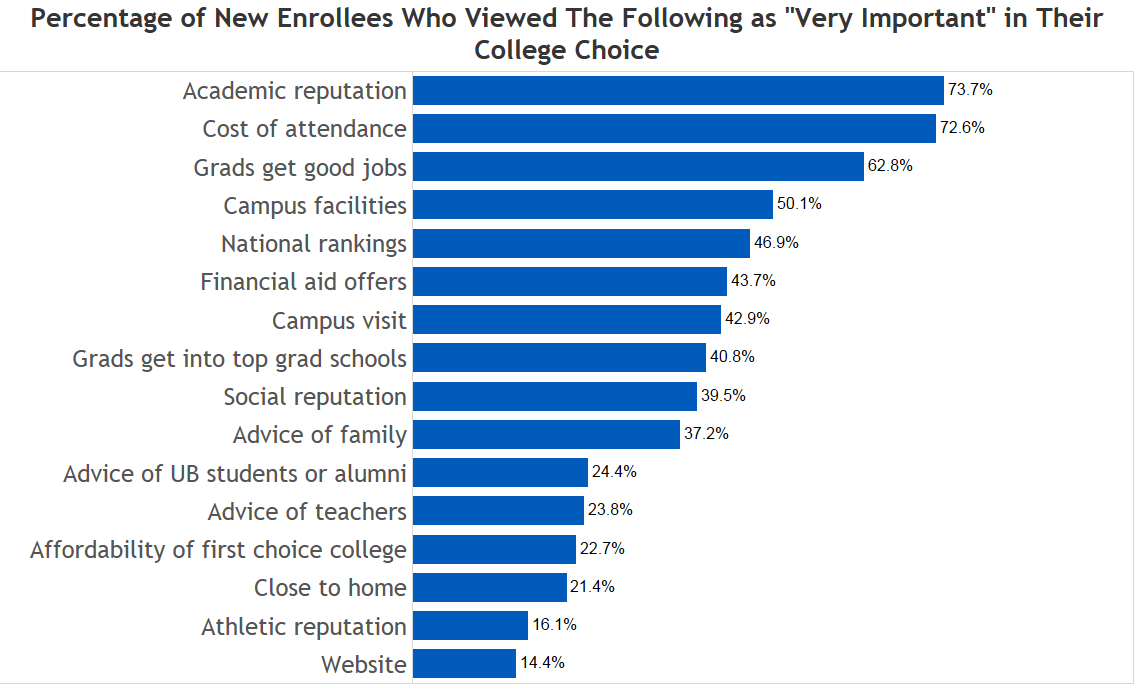 Percentage of New Enrollees Who Viewed The Following as "Very Important" in Their
College Choice
Academic reputation 73.7%
Cost of attendance 72.6%
Grads get good jobs 62.8%
Campus facilities 50.1%
National rankings 46.9%
Financial aid offers 43.7%
Campus visit 42.9%
Grads get into top grad schools 40.8%
Social reputation 39.5%
Advice of family 37.2%
Advice of UB students or alumni 24.4%
Advice of teachers 23.8%
Affordability of first choice college 22.7%
Close to home 21.4%
Athletic reputation 16.1%
Website 14.4%